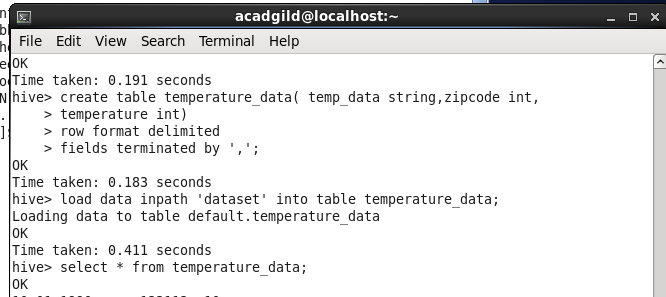 acadgild@localhost:~
File Edit View Search Terminal Help
OK
Time taken: 0.191 seconds
hive> create table temperature_data( temp_data string,zipcode int,
    > temperature int)
    > row format delimited
    > fields terminated by ',';
OK
Time taken: 0.183 seconds
hive> load data inpath 'dataset' into table temperature_data;
Loading data to table default.temperature_data
OK
Time taken: 0.411 seconds
hive> select * from temperature_data;
OK